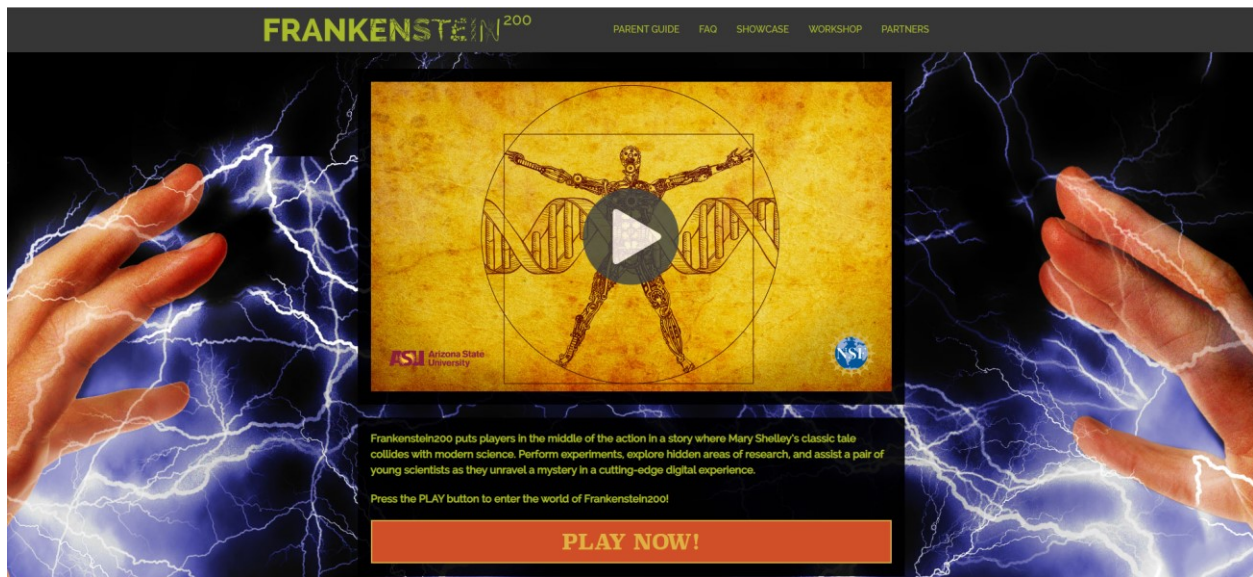 FRANKENSTEIN200
PARENT GUIDE FAQ SHOWCASE WORKSHOP PARTNERS
ASU Arizona State
University
NSF
Frankenstein200 puts players in the middle of the action in a story where Mary Shelley's classic tale
collides with modern science. Perform experiments, explore hidden areas of research, and assist a pair of
young scientists as they unravel a mystery in a cutting-edge digital experience.
Press the PLAY button to enter the world of Frankenstein200!
PLAY NOW!